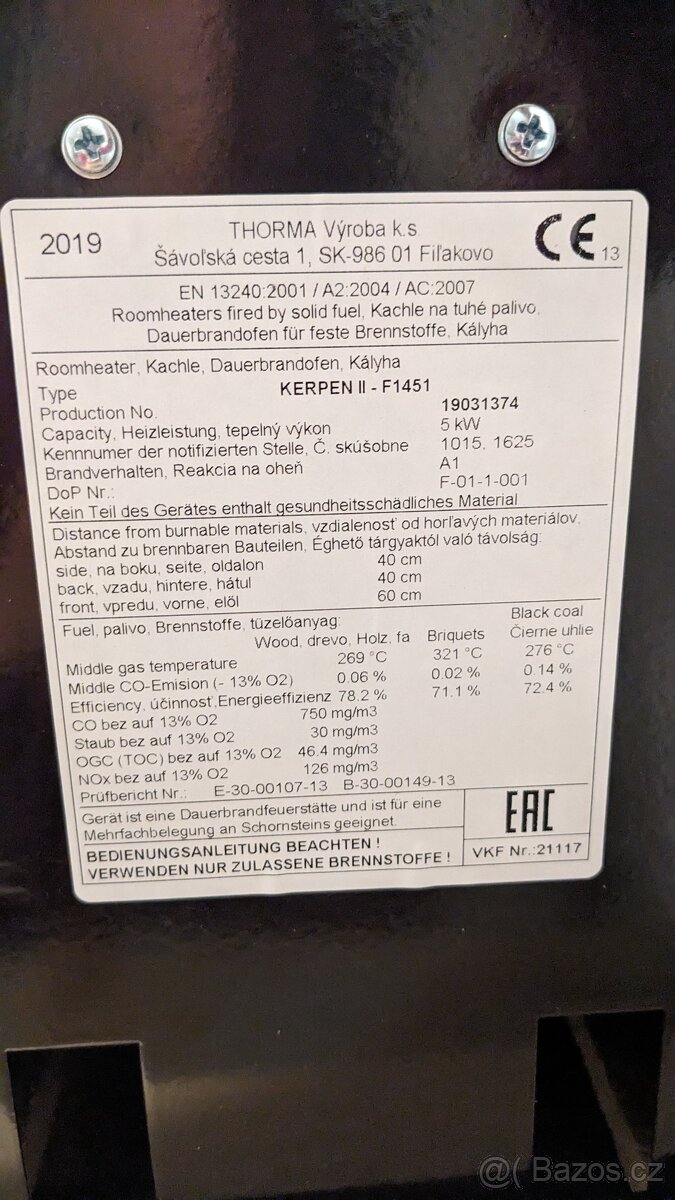 2019
THORMA Výroba k.s
Šávoľská cesta 1, SK-986 01 Fiľakovo
CE 13
EN 13240:2001 / A2:2004 / AC:2007
Roomheaters fired by solid fuel, Kachle na tuhé palivo,
Dauerbrandofen für feste Brennstoffe, Kályha
Roomheater, Kachle, Dauerbrandofen, Kályha
Type KERPEN II - F1451
Production No. 19031374
Capacity, Heizleistung, tepelný výkon 5 kW
Kennnumer der notifizierten Stelle, Č. skúšobne 1015, 1625
Brandverhalten, Reakcia na oheň A1
DoP Nr.: F-01-1-001
Kein Teil des Gerätes enthalt gesundheitsschädliches Material
Distance from burnable materials, vzdialenosť od horľavých materiálov,
Abstand zu brennbaren Bauteilen, Éghető tárgyaktól való távolság:
side, na boku, seite, oldalon 40 cm
back, vzadu, hintere, hátul 40 cm
front, vpredu, vorne, elöl 60 cm
Fuel, palivo, Brennstoffe, tüzelőanyag: Black coal
Wood, drevo, Holz, fa Briquets Čierne uhlie
Middle gas temperature 269 °C 321 °C 276 °C
Middle CO-Emision (- 13% O2) 0.06 % 0.02 % 0.14 %
Efficiency, účinnosť,Energieeffizienz 78.2 % 71.1 % 72.4 %
CO bez auf 13% O2 750 mg/m3
Staub bez auf 13% O2 30 mg/m3
OGC (TOC) bez auf 13% O2 46.4 mg/m3
NOx bez auf 13% O2 126 mg/m3
Prüfbericht Nr.: E-30-00107-13 B-30-00149-13
Gerät ist eine Dauerbrandfeuerstätte und ist für eine
Mehrfachbelegung an Schornsteins geeignet.
EAC
BEDIENUNGSANLEITUNG BEACHTEN !
VERWENDEN NUR ZULASSENE BRENNSTOFFE !
VKF Nr.:21117
@( Bazos.cz